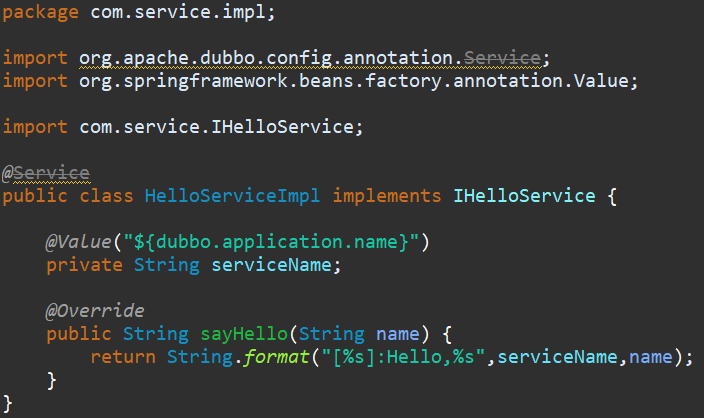 package com.service.impl;
import org.apache.dubbo.config.annotation.Service;
import org.springframework.beans.factory.annotation.Value;
import com.service.IHelloService;
@Service
public class HelloServiceImpl implements IHelloService {
@Value("${dubbo.application.name}")
private String serviceName;
@Override
public String sayHello(String name) {
return String.format("[%s]:Hello,%s",serviceName,name);
}
}